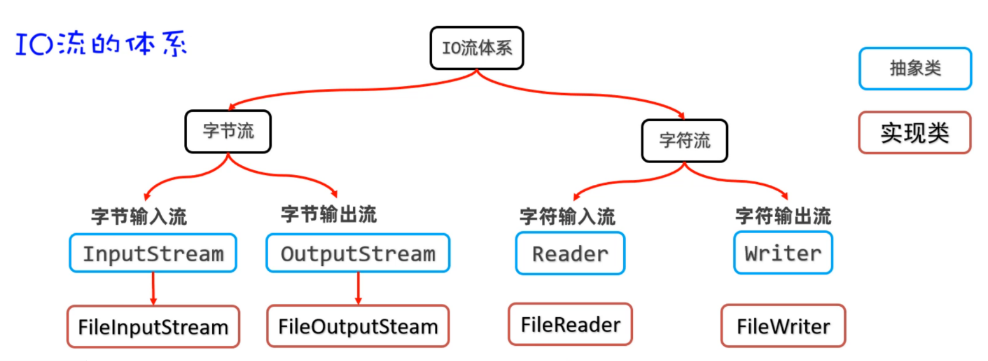 IO流的体系
IO流体系
抽象类
实现类
字节流
字符流
字节输入流
字节输出流
字符输入流
字符输出流
InputStream
OutputStream
Reader
Writer
FileInputStream
FileOutputSteam
FileReader
FileWriter